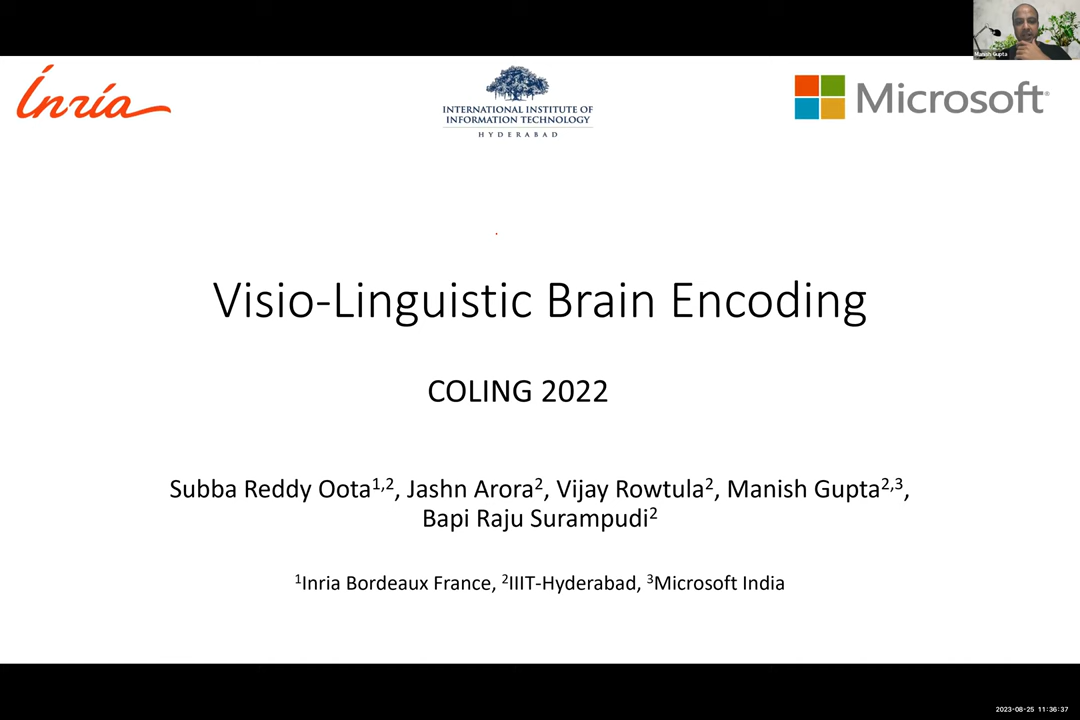 Manish Gupta
Inria
INTERNATIONAL INSTITUTE OF
INFORMATION TECHNOLOGY
HYDERABAD
Microsoft
Visio-Linguistic Brain Encoding
COLING 2022
Subba Reddy Oota1,2, Jashn Arora2, Vijay Rowtula2, Manish Gupta2,3,
Bapi Raju Surampudi2
1Inria Bordeaux France, 2IIIT-Hyderabad, 3Microsoft India
2023-08-25 11:36:37